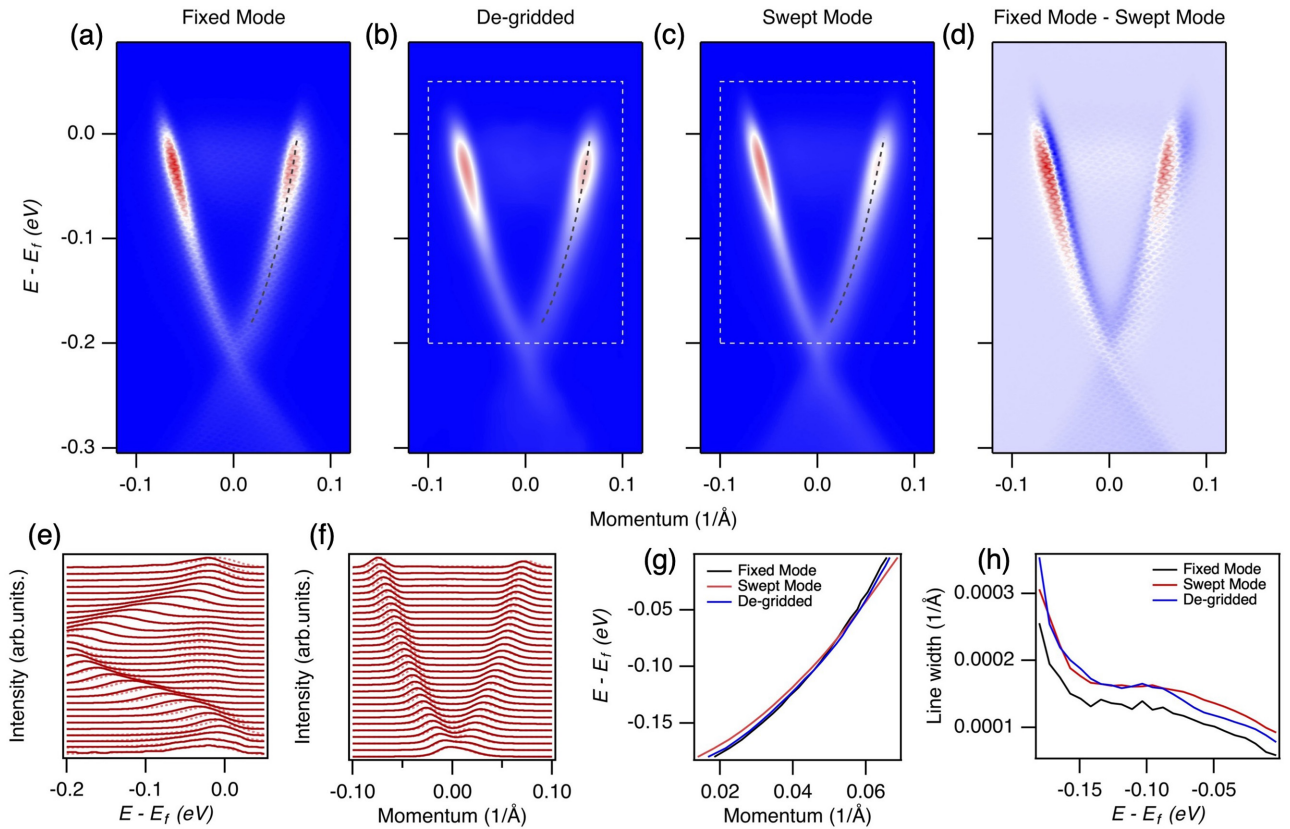 Fixed Mode
De-gridded
Swept Mode
Fixed Mode - Swept Mode
(a)
(b)
(c)
(d)
E - E_f (eV)
0.0
-0.1
-0.2
-0.3
-0.1 0.0 0.1
-0.1 0.0 0.1
-0.1 0.0 0.1
-0.1 0.0 0.1
Momentum (1/Å)
(e)
Intensity (arb.units.)
-0.2 -0.1 0.0
E - E_f (eV)
(f)
Intensity (arb.units.)
-0.10 0.00 0.10
Momentum (1/Å)
(g)
Fixed Mode
Swept Mode
De-gridded
E - E_f (eV)
-0.05
-0.10
-0.15
0.02 0.04 0.06
Momentum (1/Å)
(h)
Fixed Mode
Swept Mode
De-gridded
Line width (1/Å)
0.0003
0.0002
0.0001
-0.15 -0.10 -0.05
E - E_f (eV)